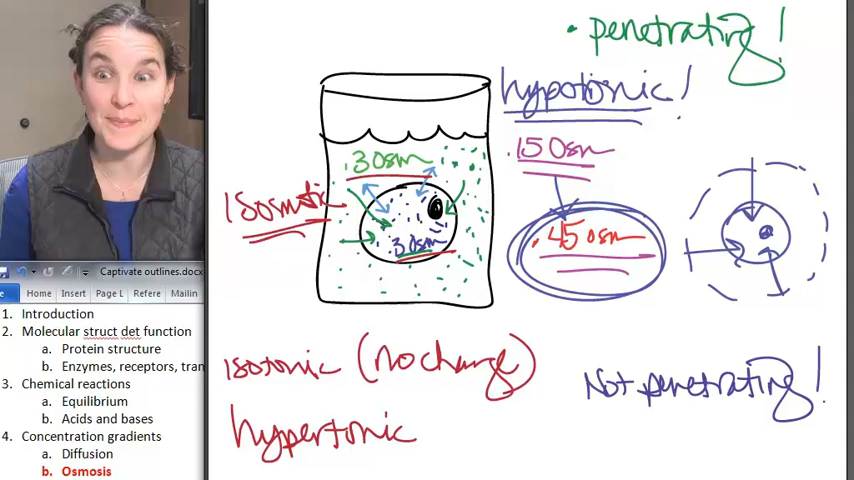 • penetrating!
hypotonic!
.30sm
.150sm
Isosmotic
.30sm
.45 osm
isotonic (no change)
Not penetrating!
hypertonic
Captivate outlines.docx
Home Insert Page L Refere Mailin
1. Introduction
2. Molecular struct det function
a. Protein structure
b. Enzymes, receptors, tran
3. Chemical reactions
a. Equilibrium
b. Acids and bases
4. Concentration gradients
a. Diffusion
b. Osmosis